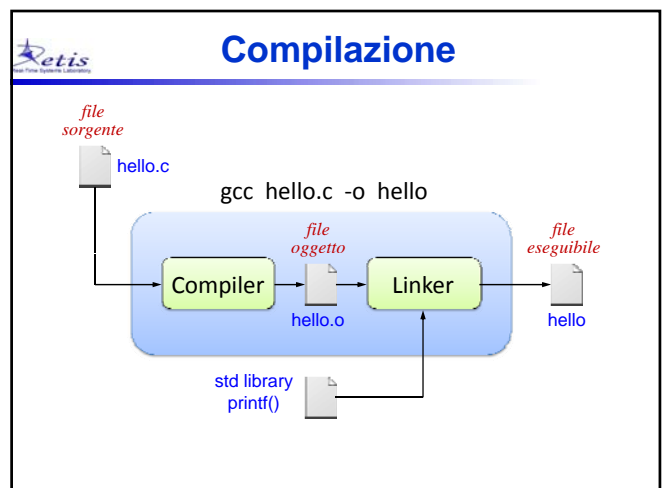 Retis
Real-Time Systems Laboratory
Compilazione
file
sorgente
hello.c
gcc hello.c -o hello
file
oggetto
file
eseguibile
Compiler
Linker
hello.o
hello
std library
printf()